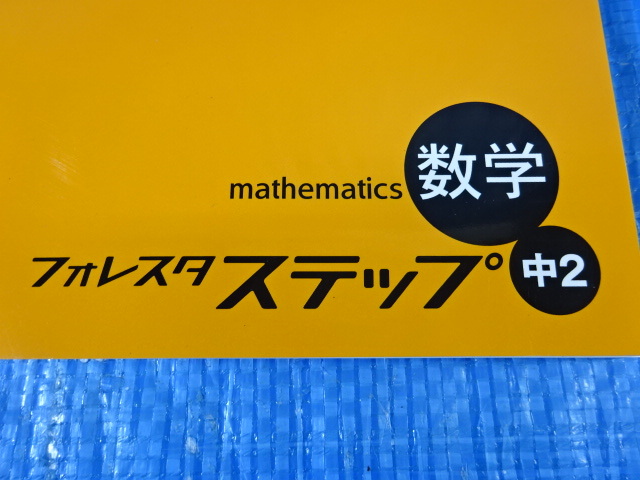 mathematics 数学
フォレスタ ステップ 中2